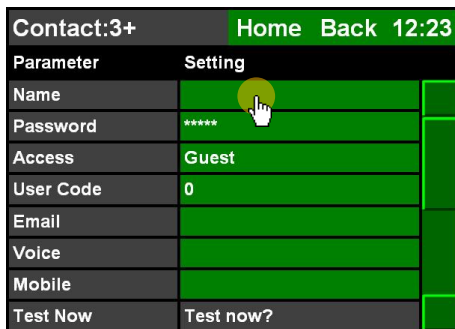 Contact:3+ Home Back 12:23
Parameter Setting
Name
Password *****
Access Guest
User Code 0
Email
Voice
Mobile
Test Now Test now?